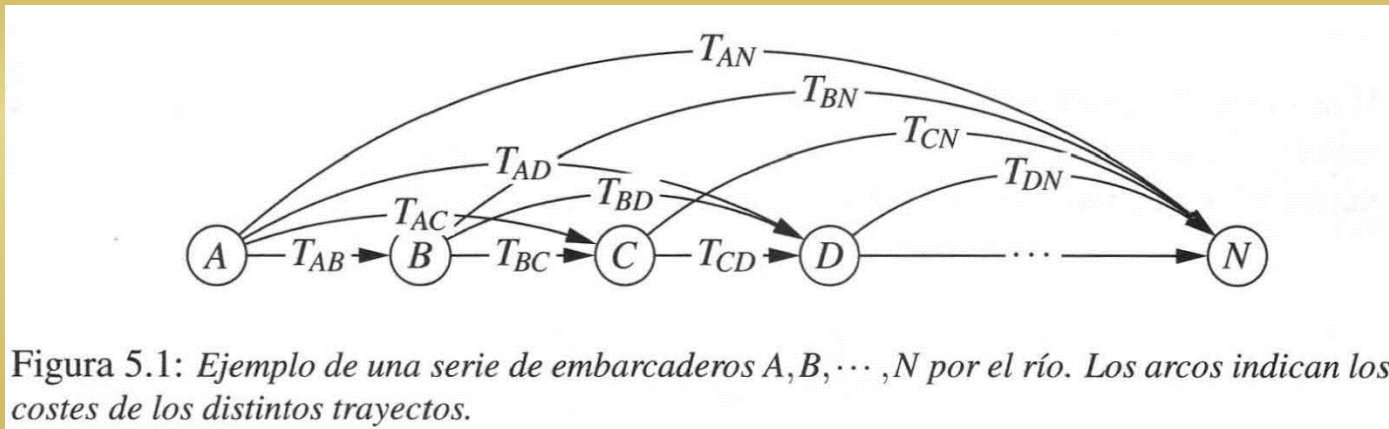 T_AN
T_BN
T_CN
T_AD
T_DN
T_BD
T_AC
A T_AB B T_BC C T_CD D ··· N
Figura 5.1: Ejemplo de una serie de embarcaderos A,B,··· ,N por el río. Los arcos indican los
costes de los distintos trayectos.